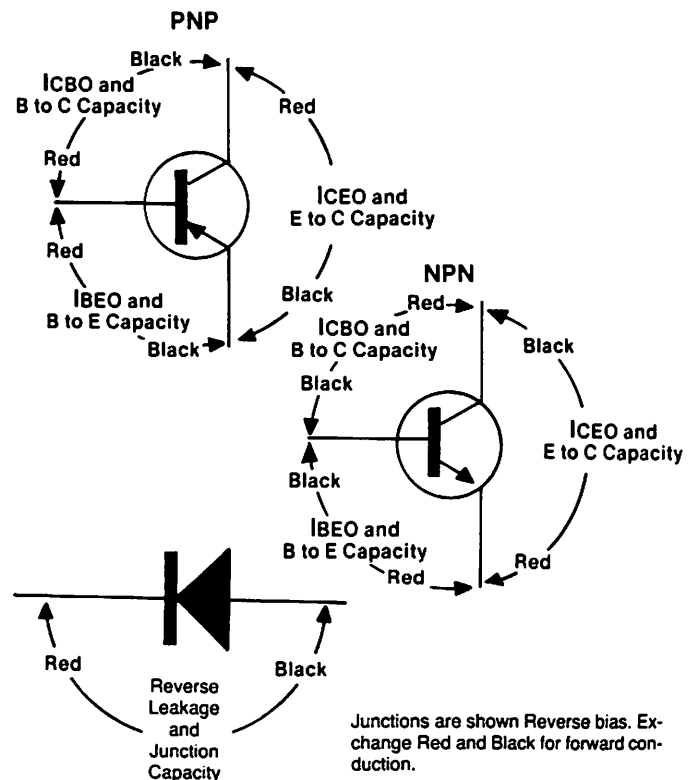 PNP
Black
ICBO and
B to C Capacity
Red
Red
ICEO and
E to C Capacity
Red
IBEO and
B to E Capacity
Black
Black
NPN
Red
ICBO and
B to C Capacity
Black
Black
ICEO and
E to C Capacity
Black
IBEO and
B to E Capacity
Red
Red
Red
Black
Reverse
Leakage
and
Junction
Capacity
Junctions are shown Reverse bias. Ex-
change Red and Black for forward con-
duction.